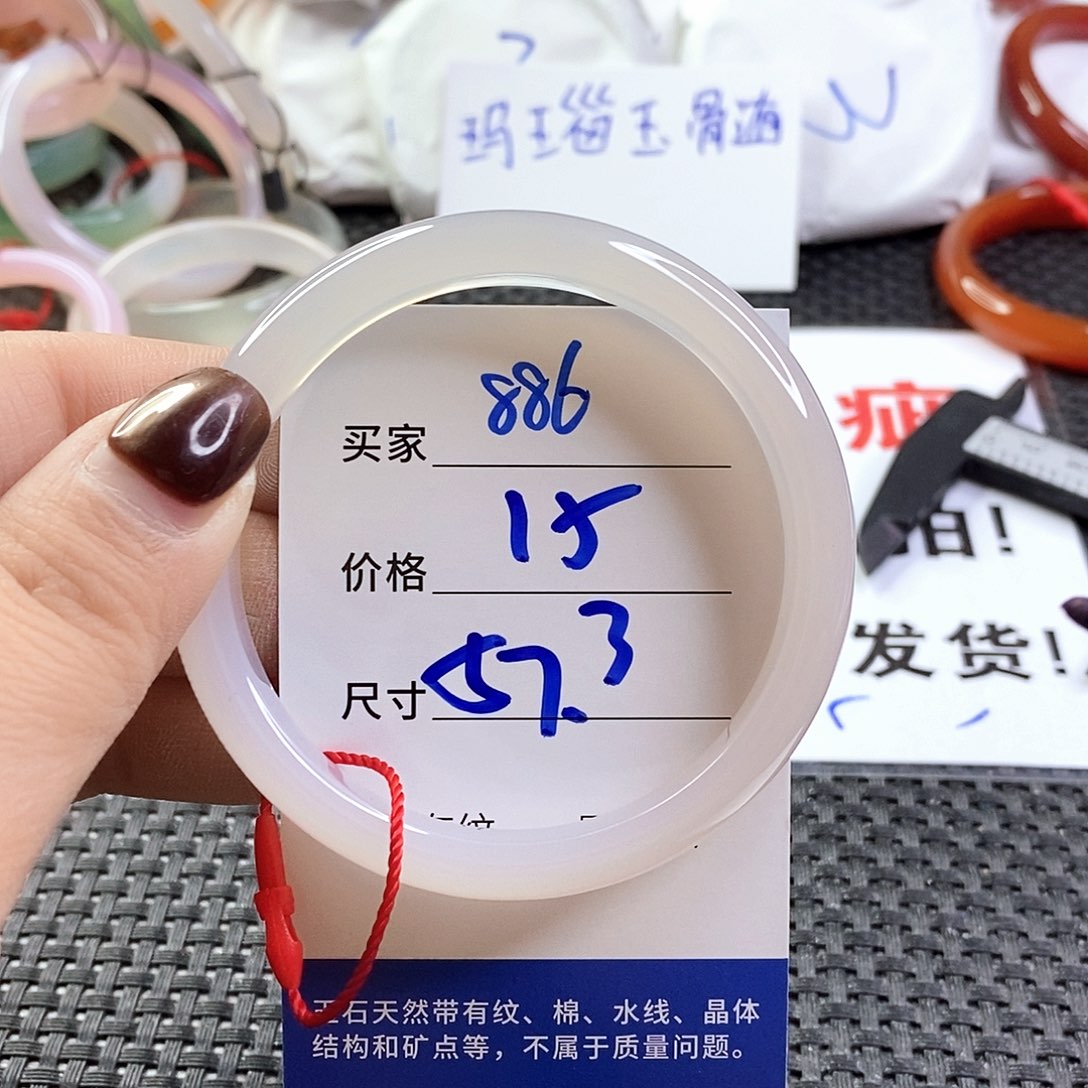 玛瑙玉骨髓
买家 886
价格 15
尺寸 57.3
玉石天然带有纹、棉、水线、晶体
结构和矿点等，不属于质量问题。
发货!